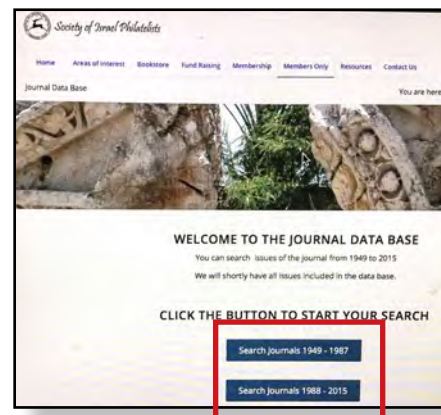 Society of Israel Philatelists
Home Areas of Interest Bookstore Fund Raising Membership Members Only Resources Contact Us
Journal Data Base You are here
WELCOME TO THE JOURNAL DATA BASE
You can search issues of the journal from 1949 to 2015
We will shortly have all issues included in the data base.
CLICK THE BUTTON TO START YOUR SEARCH
Search Journals 1949 - 1987
Search Journals 1988 - 2015